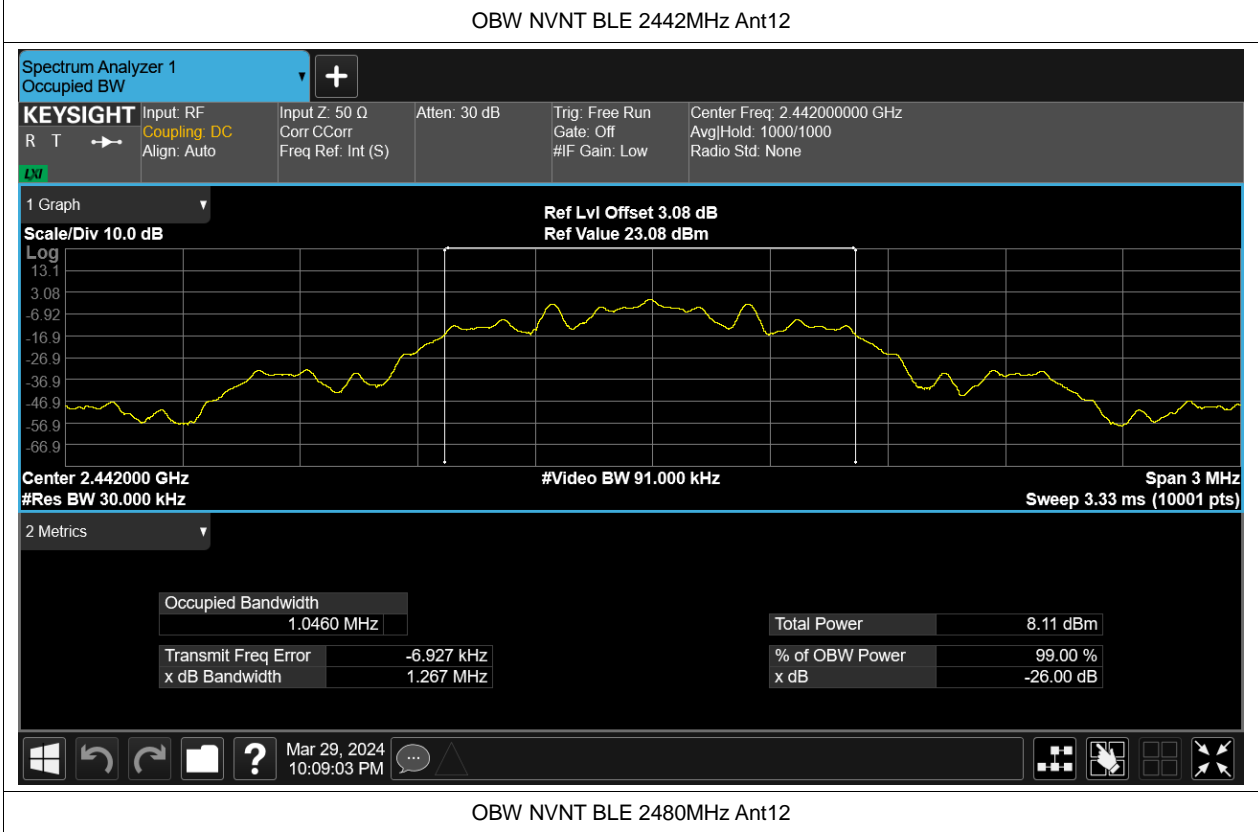 OBW NVNT BLE 2442MHz Ant12
Spectrum Analyzer 1
Occupied BW
KEYSIGHT
R T
LXI
Input: RF
Coupling: DC
Align: Auto
Input Z: 50 Ω
Corr CCorr
Freq Ref: Int (S)
Atten: 30 dB
Trig: Free Run
Gate: Off
#IF Gain: Low
Center Freq: 2.442000000 GHz
Avg|Hold: 1000/1000
Radio Std: None
1 Graph
Scale/Div 10.0 dB
Ref Lvl Offset 3.08 dB
Ref Value 23.08 dBm
Log
13.1
3.08
-6.92
-16.9
-26.9
-36.9
-46.9
-56.9
-66.9
Center 2.442000 GHz
#Video BW 91.000 kHz
Span 3 MHz
#Res BW 30.000 kHz
Sweep 3.33 ms (10001 pts)
2 Metrics
Occupied Bandwidth
1.0460 MHz
Total Power 8.11 dBm
Transmit Freq Error -6.927 kHz
% of OBW Power 99.00 %
x dB Bandwidth 1.267 MHz
x dB -26.00 dB
?
Mar 29, 2024
10:09:03 PM
OBW NVNT BLE 2480MHz Ant12